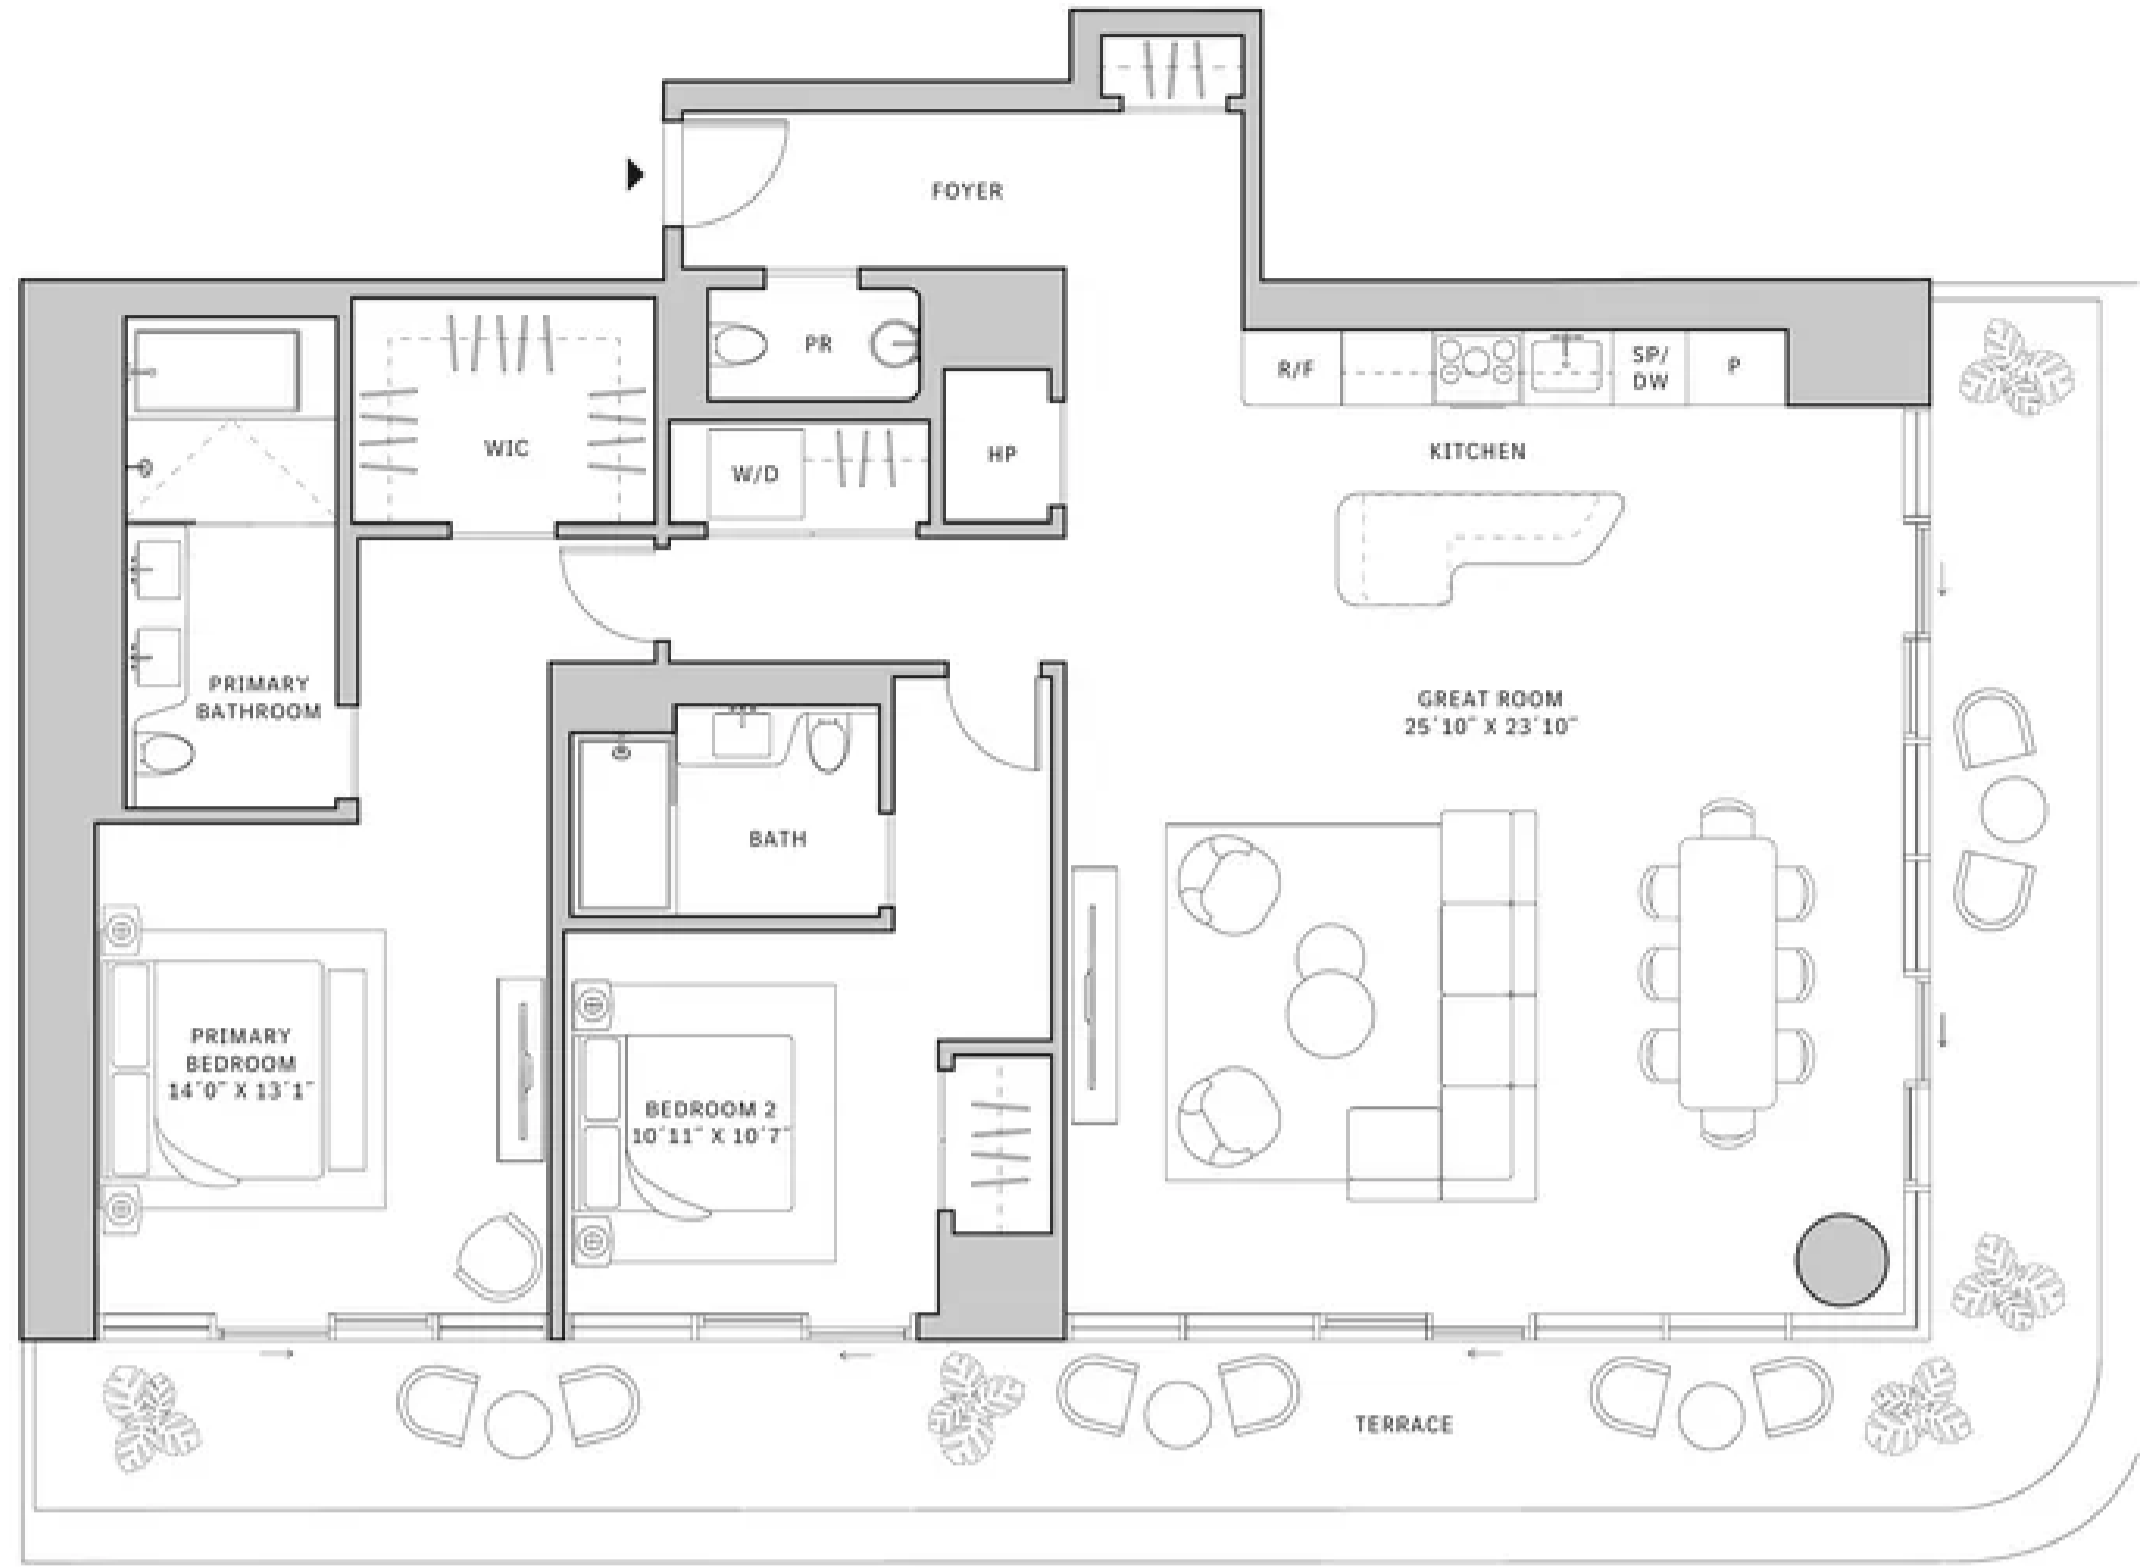 FOYER
PR
R/F
SP/
DW
P
WIC
W/D
HP
KITCHEN
PRIMARY
BATHROOM
GREAT ROOM
25´10˝ X 23´10˝
BATH
PRIMARY
BEDROOM
14´0˝ X 13´1˝
BEDROOM 2
10´11˝ X 10´7˝
TERRACE